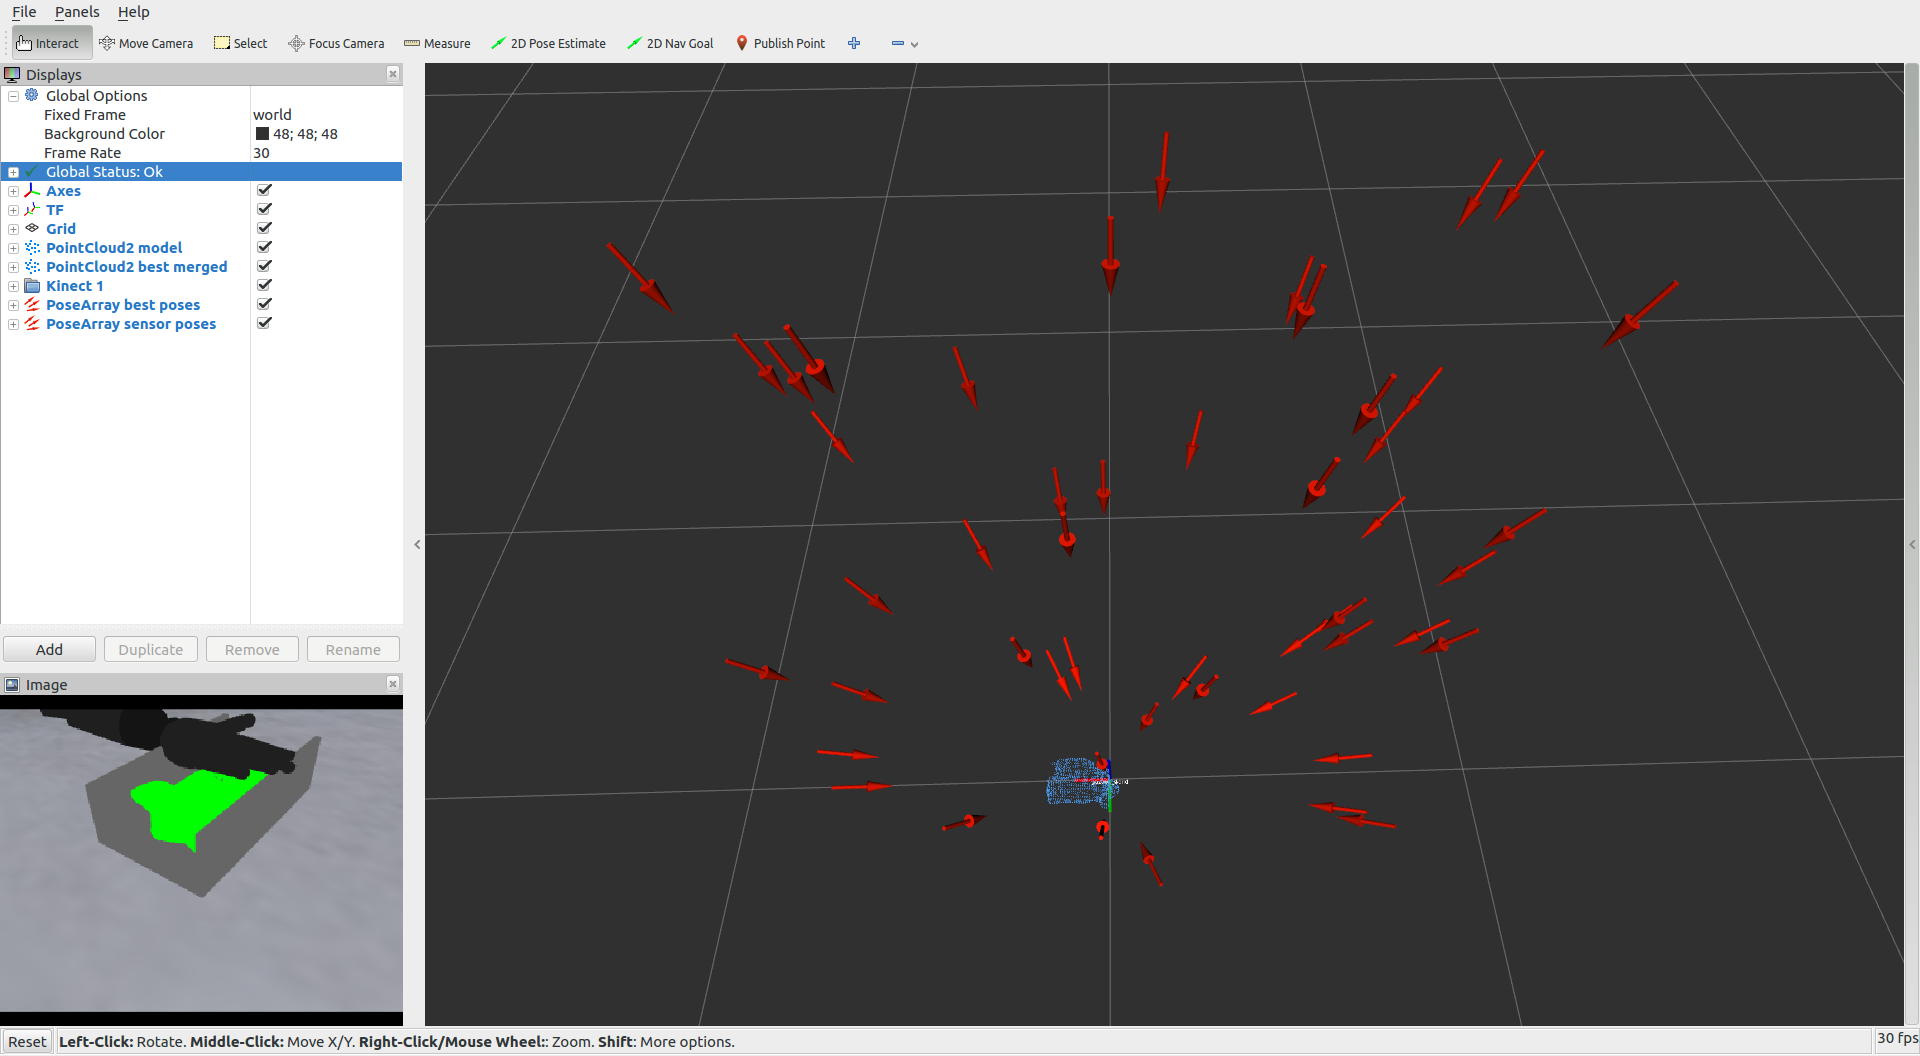 File Panels Help
Interact Move Camera Select Focus Camera Measure 2D Pose Estimate 2D Nav Goal Publish Point
Displays
Global Options
Fixed Frame world
Background Color 48; 48; 48
Frame Rate 30
Global Status: Ok
Axes
TF
Grid
PointCloud2 model
PointCloud2 best merged
Kinect 1
PoseArray best poses
PoseArray sensor poses
Add Duplicate Remove Rename
Image
Reset Left-Click: Rotate. Middle-Click: Move X/Y. Right-Click/Mouse Wheel:: Zoom. Shift: More options. 30 fps